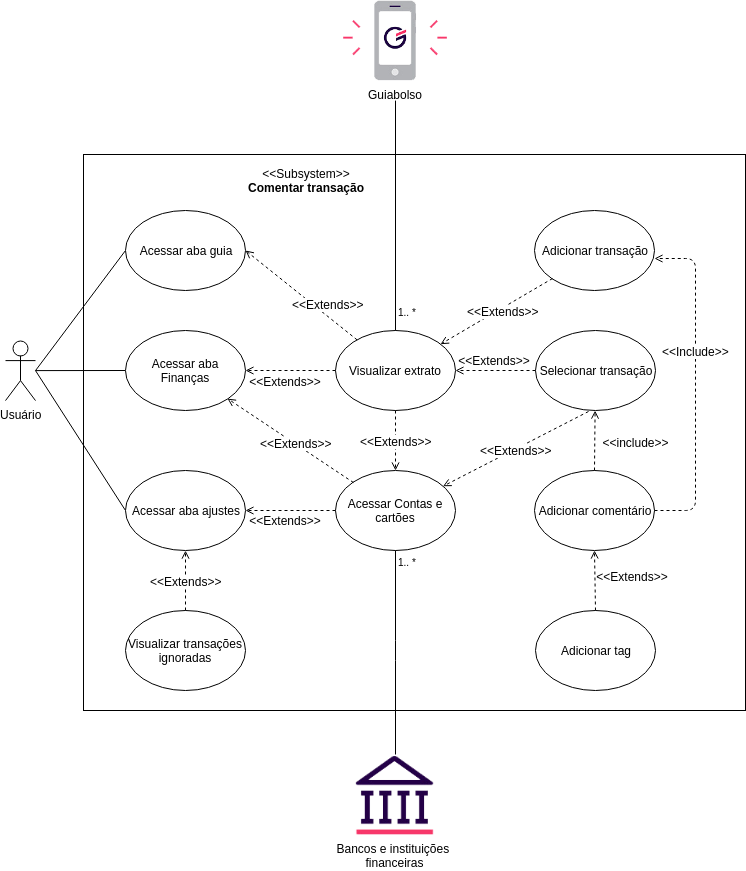 Guiabolso
<<Subsystem>>
Comentar transação
Acessar aba guia
Adicionar transação
<<Extends>>
<<Extends>>
1.. *
<<Include>>
Acessar aba
Finanças
<<Extends>>
Visualizar extrato
<<Extends>>
Selecionar transação
Usuário
<<Extends>>
<<Extends>>
<<Extends>>
<<include>>
Acessar aba ajustes
<<Extends>>
Acessar Contas e
cartões
Adicionar comentário
1.. *
<<Extends>>
<<Extends>>
Visualizar transações
ignoradas
Adicionar tag
Bancos e instituições
financeiras